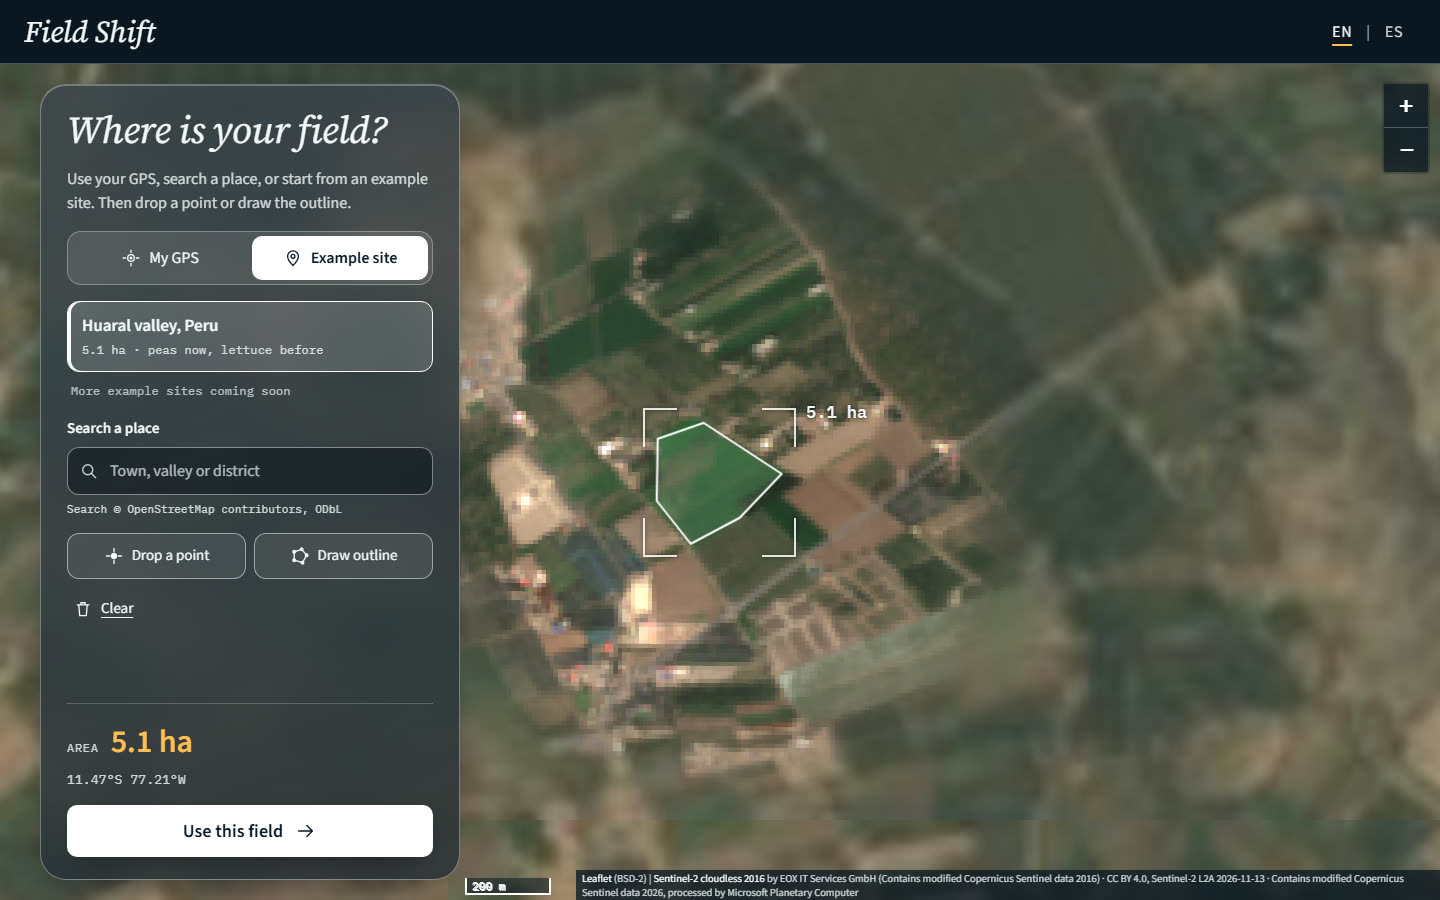 Field Shift
EN | ES
Where is your field?
Use your GPS, search a place, or start from an example
site. Then drop a point or draw the outline.
My GPS
Example site
Huaral valley, Peru
5.1 ha · peas now, lettuce before
More example sites coming soon
Search a place
Town, valley or district
Search © OpenStreetMap contributors, ODbL
Drop a point
Draw outline
Clear
AREA 5.1 ha
11.47°S 77.21°W
Use this field
5.1 ha
+
−
200 m
Leaflet (BSD-2) | Sentinel-2 cloudless 2016 by EOX IT Services GmbH (Contains modified Copernicus Sentinel data 2016) · CC BY 4.0, Sentinel-2 L2A 2026-11-13 · Contains modified Copernicus
Sentinel data 2026, processed by Microsoft Planetary Computer